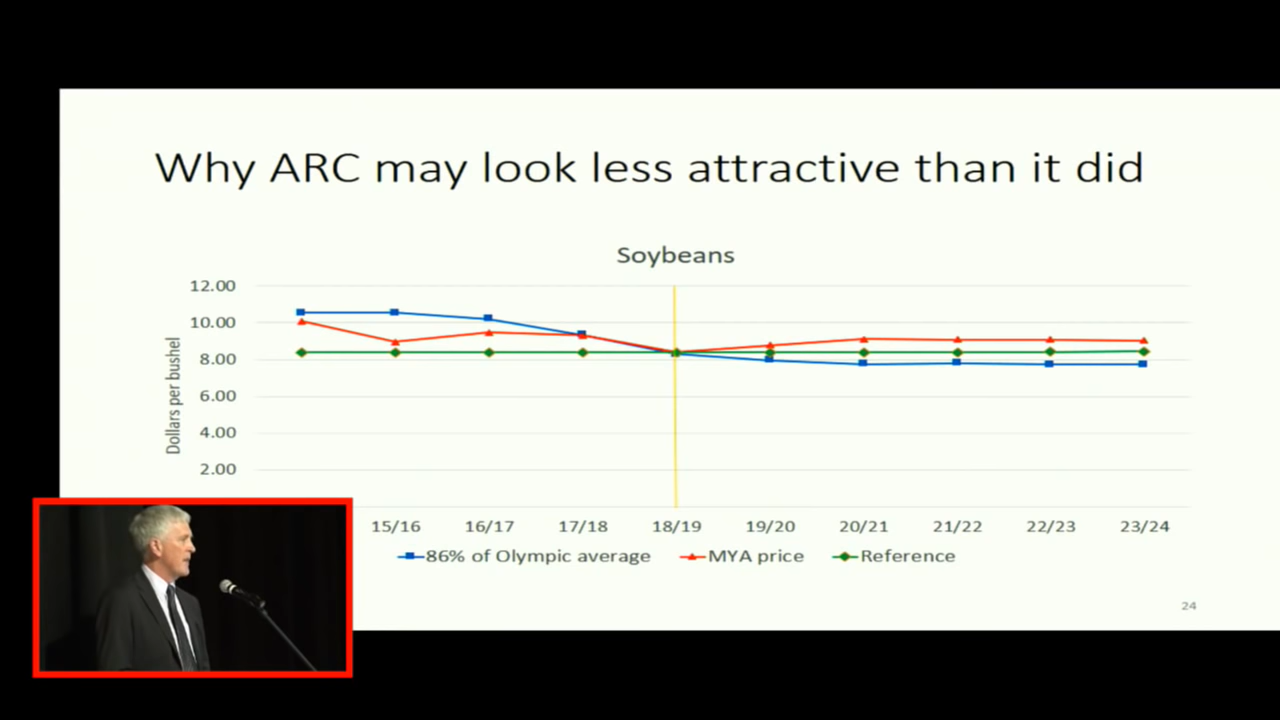 Why ARC may look less attractive than it did
Soybeans
12.00
10.00
8.00
6.00
4.00
2.00
Dollars per bushel
15/16 16/17 17/18 18/19 19/20 20/21 21/22 22/23 23/24
86% of Olympic average MYA price Reference
24